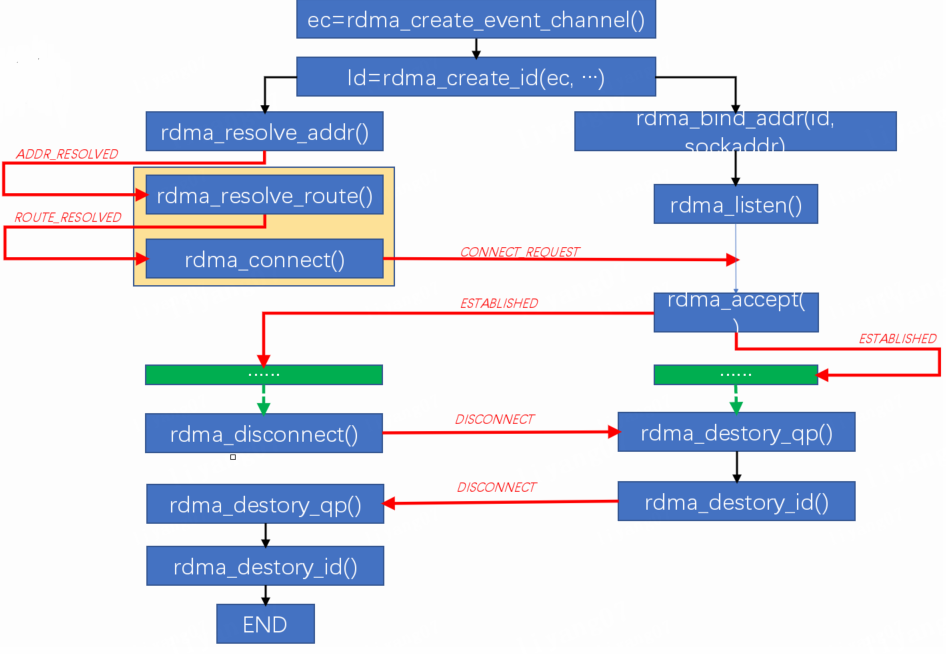 ec=rdma_create_event_channel()
Id=rdma_create_id(ec, ···)
rdma_resolve_addr()
rdma_bind_addr(id,
sockaddr)
ADDR_RESOLVED
rdma_resolve_route()
rdma_listen()
ROUTE_RESOLVED
rdma_connect()
CONNECT_REQUEST
rdma_accept(
)
ESTABLISHED
ESTABLISHED
······
······
rdma_disconnect()
DISCONNECT
rdma_destory_qp()
rdma_destory_qp()
DISCONNECT
rdma_destory_id()
rdma_destory_id()
END